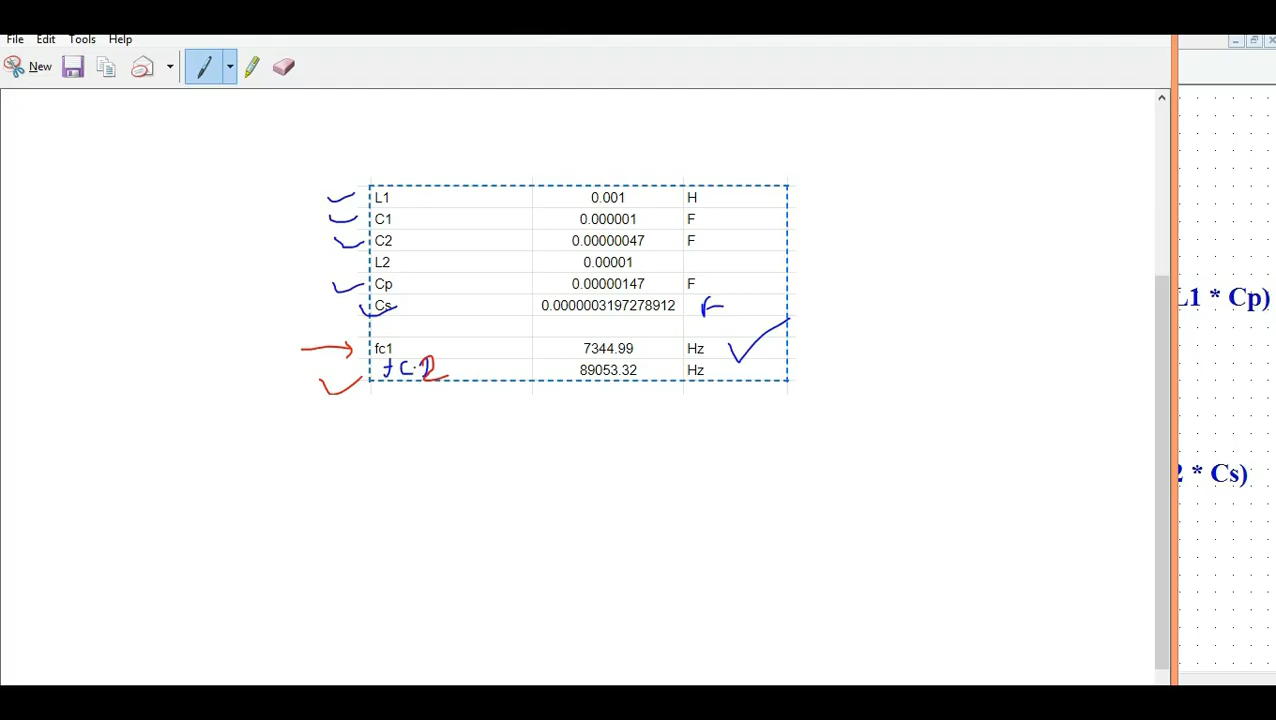 File Edit Tools Help
New
L1 0.001 H
C1 0.000001 F
C2 0.00000047 F
L2 0.00001
Cp 0.00000147 F
Cs 0.0000003197278912 F
fc1 7344.99 Hz
fc2 89053.32 Hz
L1 * Cp)
2 * Cs)